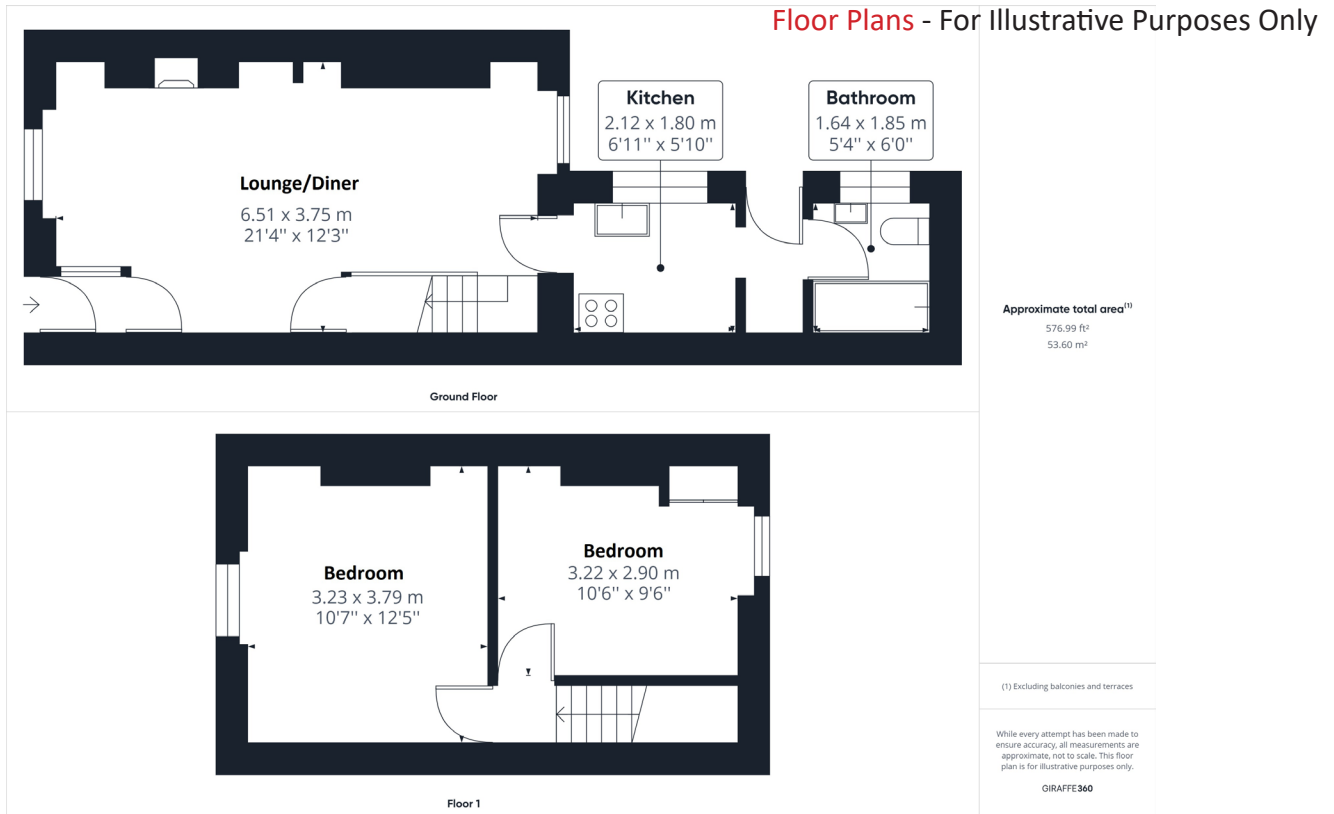 Floor Plans - For Illustrative Purposes Only
Kitchen
2.12 x 1.80 m
6'11" x 5'10"
Bathroom
1.64 x 1.85 m
5'4" x 6'0"
Lounge/Diner
6.51 x 3.75 m
21'4" x 12'3"
Approximate total area(1)
576.99 ft²
53.60 m²
Ground Floor
Bedroom
3.23 x 3.79 m
10'7" x 12'5"
Bedroom
3.22 x 2.90 m
10'6" x 9'6"
(1) Excluding balconies and terraces
While every attempt has been made to
ensure accuracy, all measurements are
approximate, not to scale. This floor
plan is for illustrative purposes only.
GIRAFFE360
Floor 1